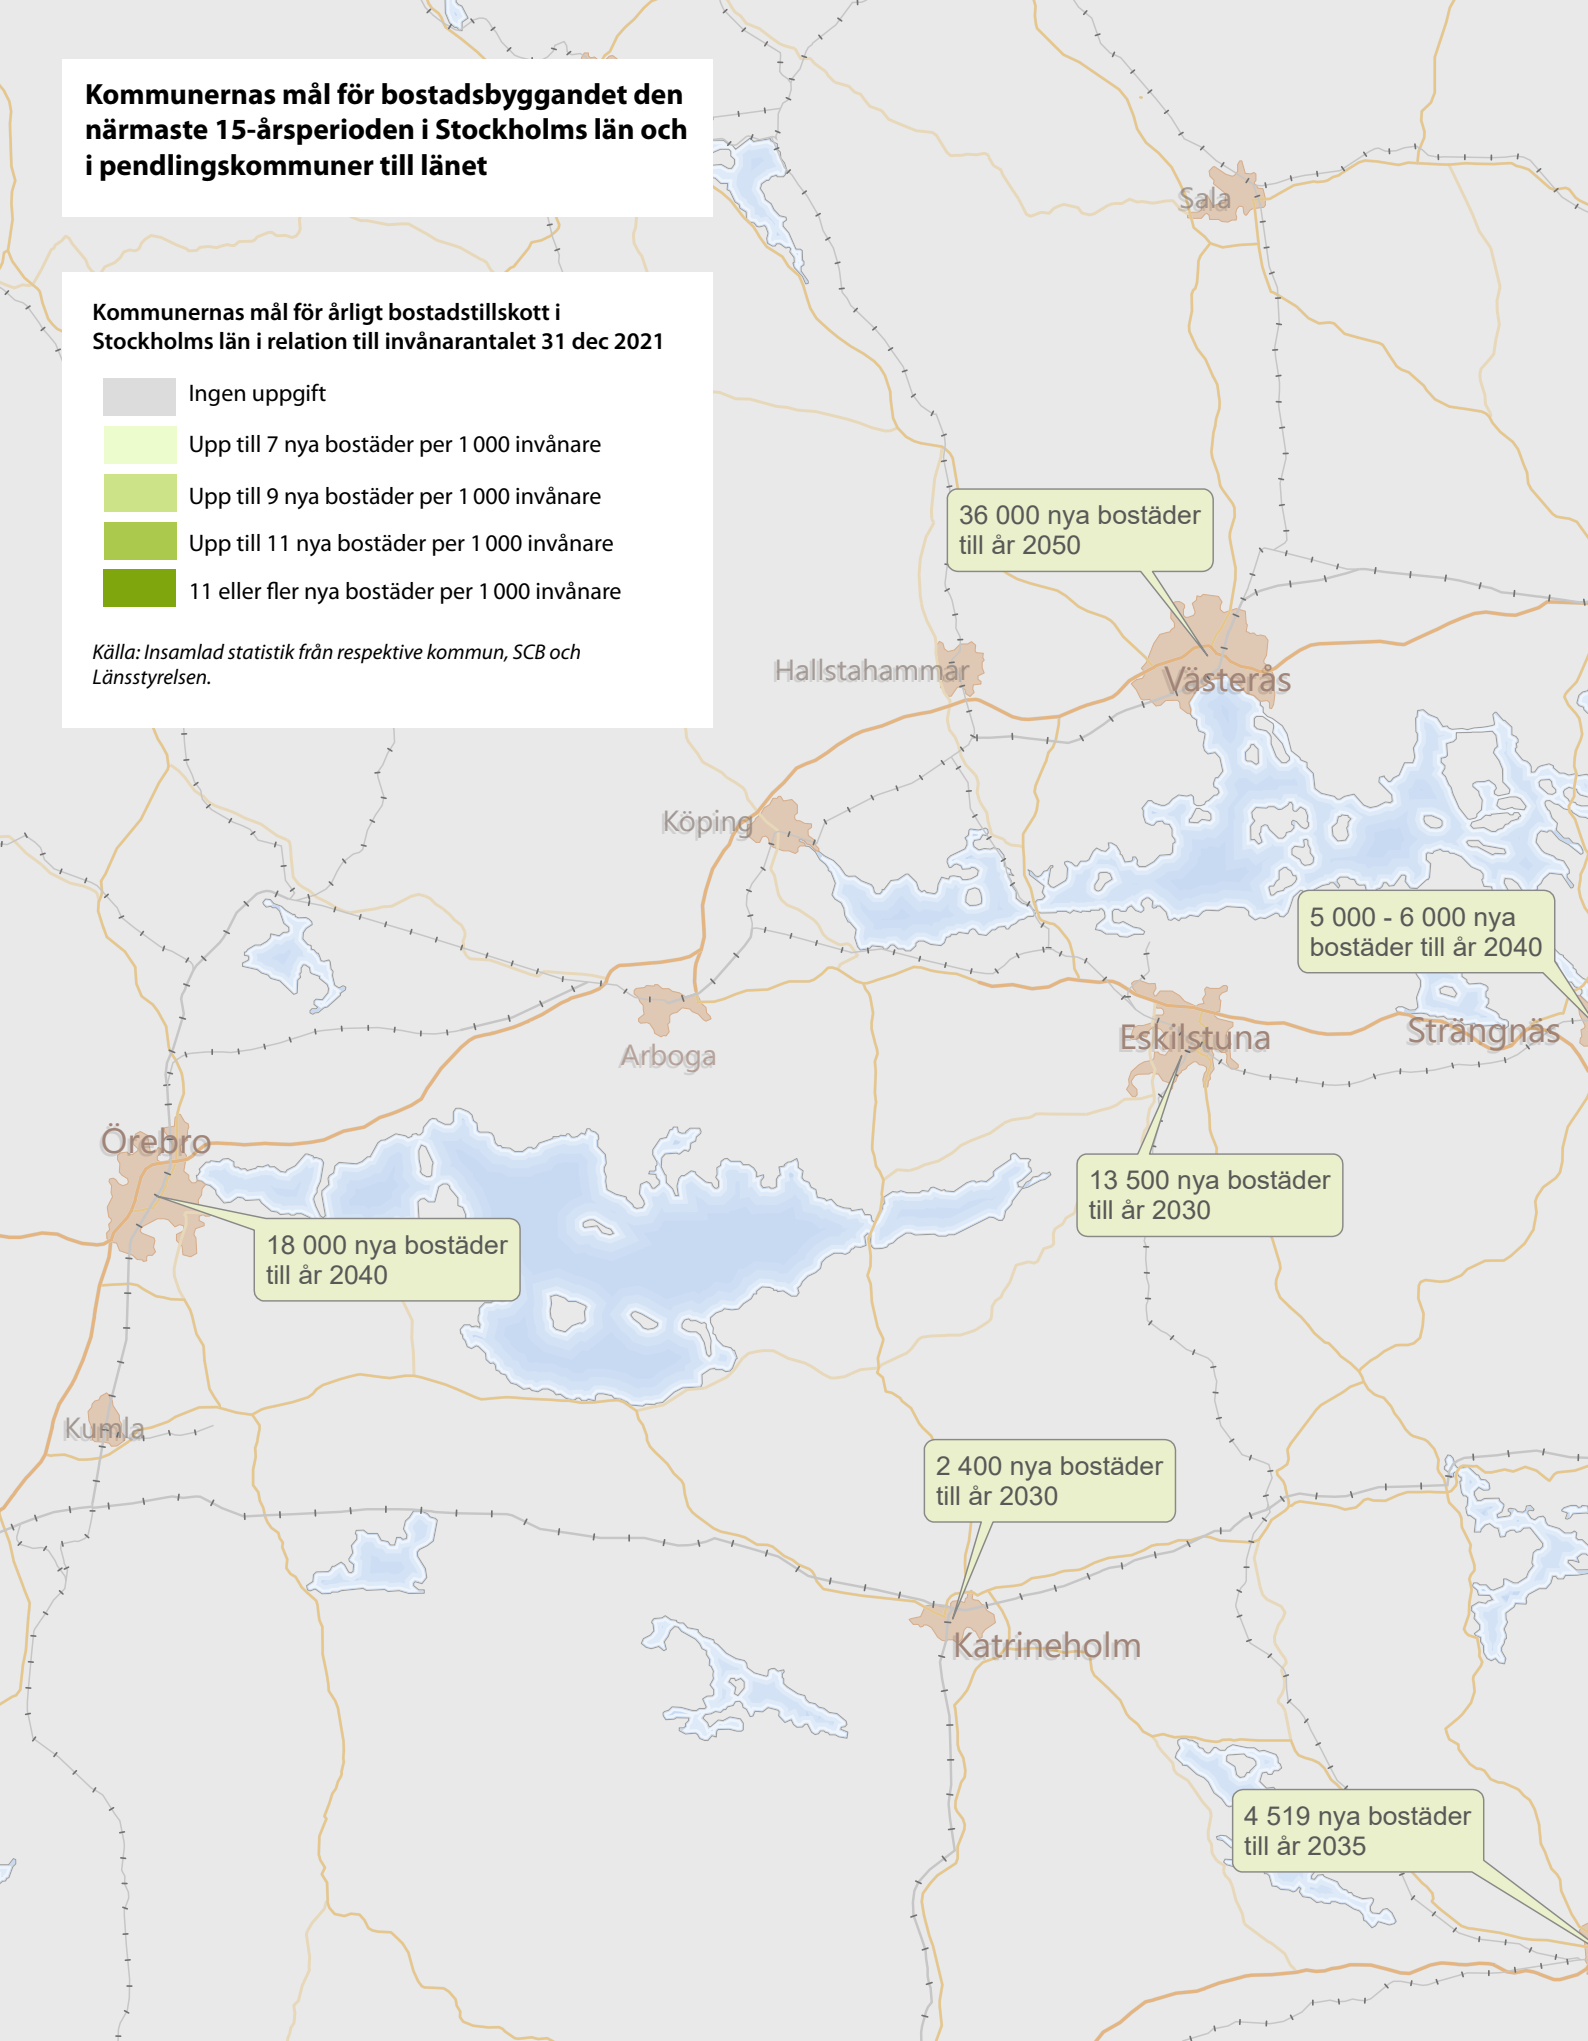 Kommunernas mål för bostadsbyggandet den
närmaste 15-årsperioden i Stockholms län och
i pendlingskommuner till länet
Kommunernas mål för årligt bostadstillskott i
Stockholms län i relation till invånarantalet 31 dec 2021
Ingen uppgift
Upp till 7 nya bostäder per 1 000 invånare
Upp till 9 nya bostäder per 1 000 invånare
Upp till 11 nya bostäder per 1 000 invånare
11 eller fler nya bostäder per 1 000 invånare
Källa: Insamlad statistik från respektive kommun, SCB och
Länsstyrelsen.
Sala
36 000 nya bostäder
till år 2050
Hallstahammar
Västerås
Köping
5 000 - 6 000 nya
bostäder till år 2040
Strängnäs
Eskilstuna
Arboga
Örebro
13 500 nya bostäder
till år 2030
18 000 nya bostäder
till år 2040
Kumla
2 400 nya bostäder
till år 2030
Katrineholm
4 519 nya bostäder
till år 2035